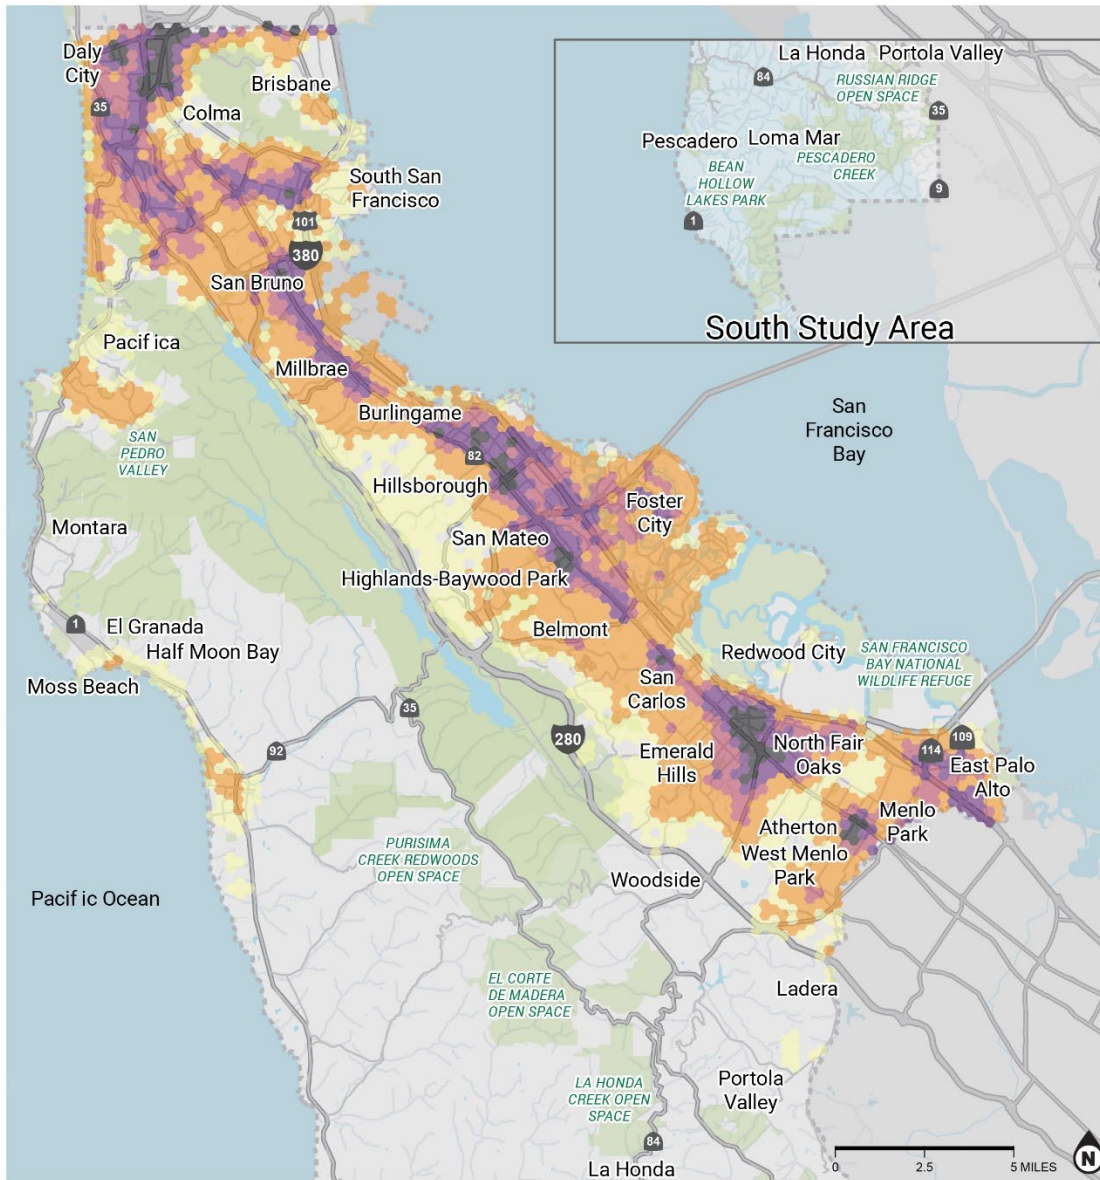 Daly
City
Brisbane
35
Colma
South San
Francisco
101
380
San Bruno
Pacif ica
Millbrae
Burlingame
SAN
PEDRO
VALLEY
82
Hillsborough
Foster
City
Montara
San Mateo
Highlands-Baywood Park
1
El Granada
Half Moon Bay
Belmont
Redwood City
SAN FRANCISCO
BAY NATIONAL
WILDLIFE REFUGE
Moss Beach
San
Carlos
35
92
280
Emerald
Hills
North Fair
Oaks
114
109
East Palo
Alto
Menlo
Park
Atherton
West Menlo
Park
PURISIMA
CREEK REDWOODS
OPEN SPACE
Woodside
Pacif ic Ocean
EL CORTE
DE MADERA
OPEN SPACE
Ladera
LA HONDA
CREEK OPEN
SPACE
Portola
Valley
84
La Honda
La Honda
Portola Valley
84
RUSSIAN RIDGE
OPEN SPACE
35
Pescadero
Loma Mar
BEAN
HOLLOW
LAKES PARK
PESCADERO
CREEK
9
1
South Study Area
San
Francisco
Bay
0 2.5 5 MILES
N